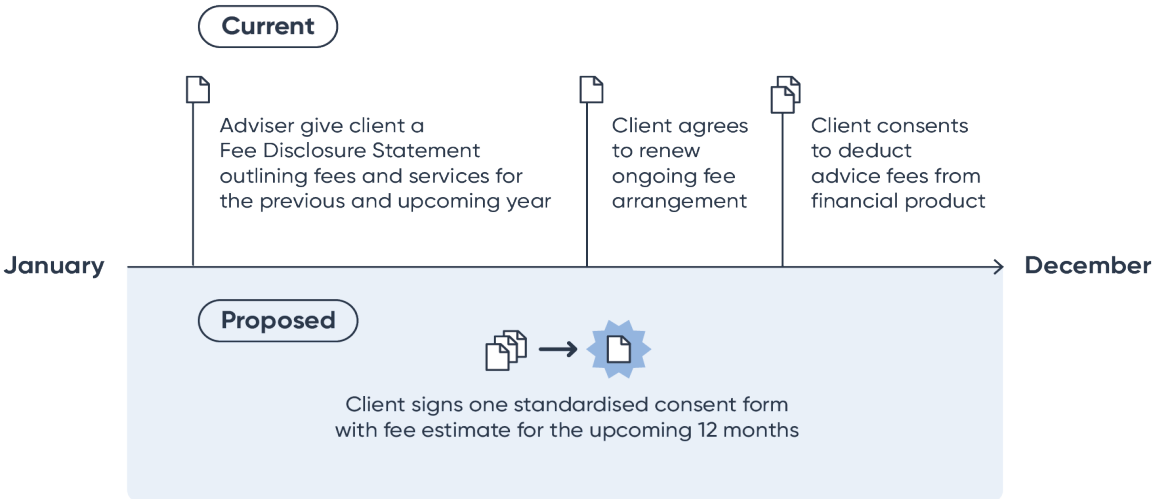 Current
Adviser give client a
Fee Disclosure Statement
outlining fees and services for
the previous and upcoming year
Client agrees
to renew
ongoing fee
arrangement
Client consents
to deduct
advice fees from
financial product
January
December
Proposed
Client signs one standardised consent form
with fee estimate for the upcoming 12 months